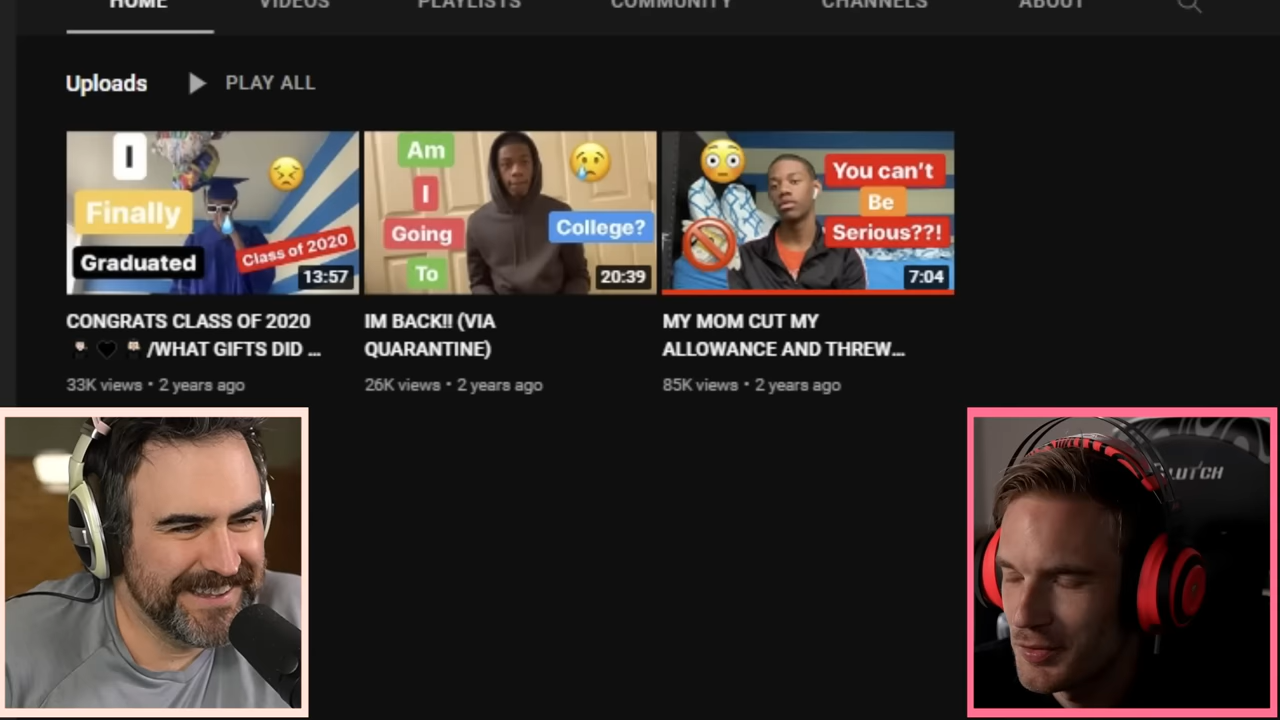 HOME VIDEOS PLAYLISTS COMMUNITY CHANNELS ABOUT
Uploads PLAY ALL
I
Finally
Graduated
Class of 2020
13:57
Am
I
Going
To
College?
20:39
You can't
Be
Serious??!
7:04
CONGRATS CLASS OF 2020
/WHAT GIFTS DID ...
33K views • 2 years ago
IM BACK!! (VIA
QUARANTINE)
26K views • 2 years ago
MY MOM CUT MY
ALLOWANCE AND THREW...
85K views • 2 years ago